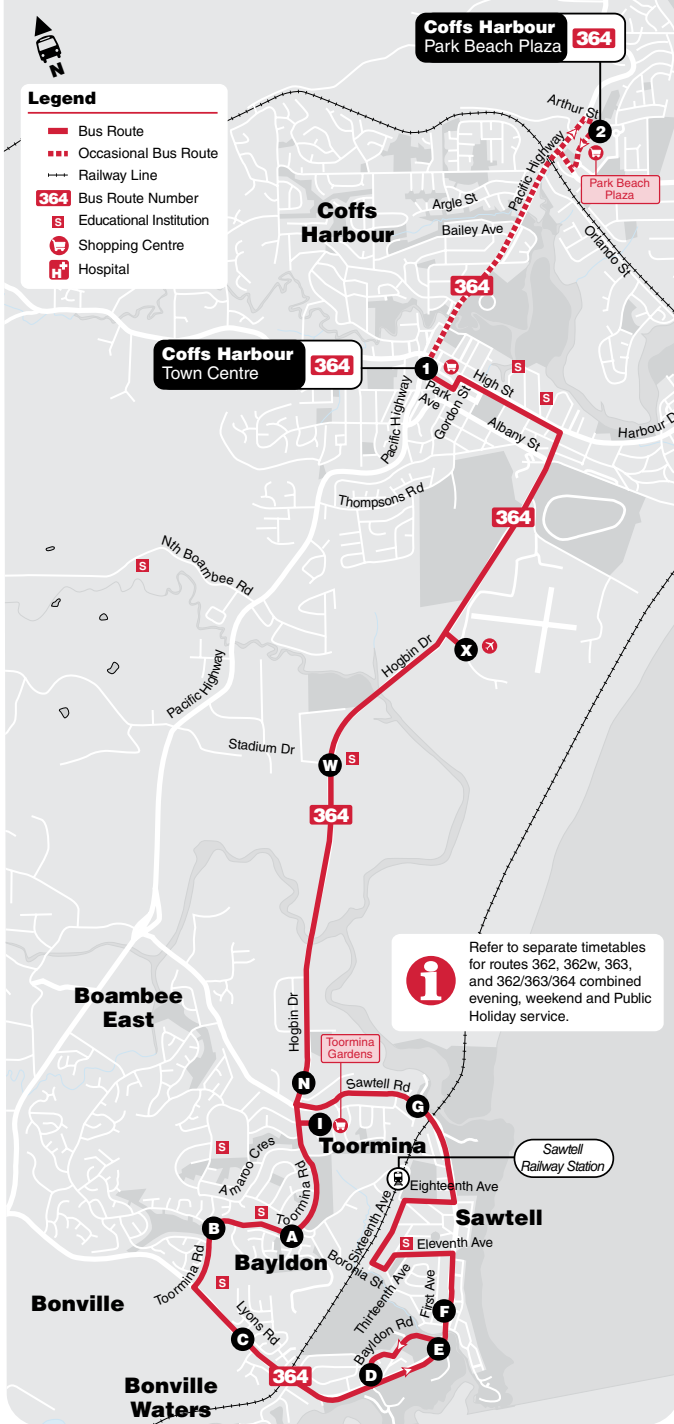 N
Coffs Harbour
Park Beach Plaza
364
Legend
Bus Route
Occasional Bus Route
Railway Line
364 Bus Route Number
S Educational Institution
Shopping Centre
H Hospital
Arthur St
2
Pacific Highway
Park Beach
Plaza
Argle St
Coffs
Harbour
Bailey Ave
Orlando St
364
Coffs Harbour
Town Centre
364
1
High St
S
S
Park
Ave
Gordon St
Pacific Highway
Albany St
Harbour D
Thompsons Rd
364
Nth Boambee Rd
S
X
Hogbin Dr
Pacific Highway
Stadium Dr
W
S
364
i
Refer to separate timetables
for routes 362, 362w, 363,
and 362/363/364 combined
evening, weekend and Public
Holiday service.
Boambee
East
Hogbin Dr
Toormina
Gardens
N
Sawtell Rd
G
I
Toormina
S
Amaroo Cres
Toormina Rd
Sawtell
Railway Station
Eighteenth Ave
Sixteenth Ave
Sawtell
S
B
A
Bayldon
S
Eleventh Ave
Boronia St
Thirteenth Ave
First Ave
Toormina Rd
S
Bonville
Lyons Rd
C
F
Bayldon Rd
E
D
364
Bonville
Waters